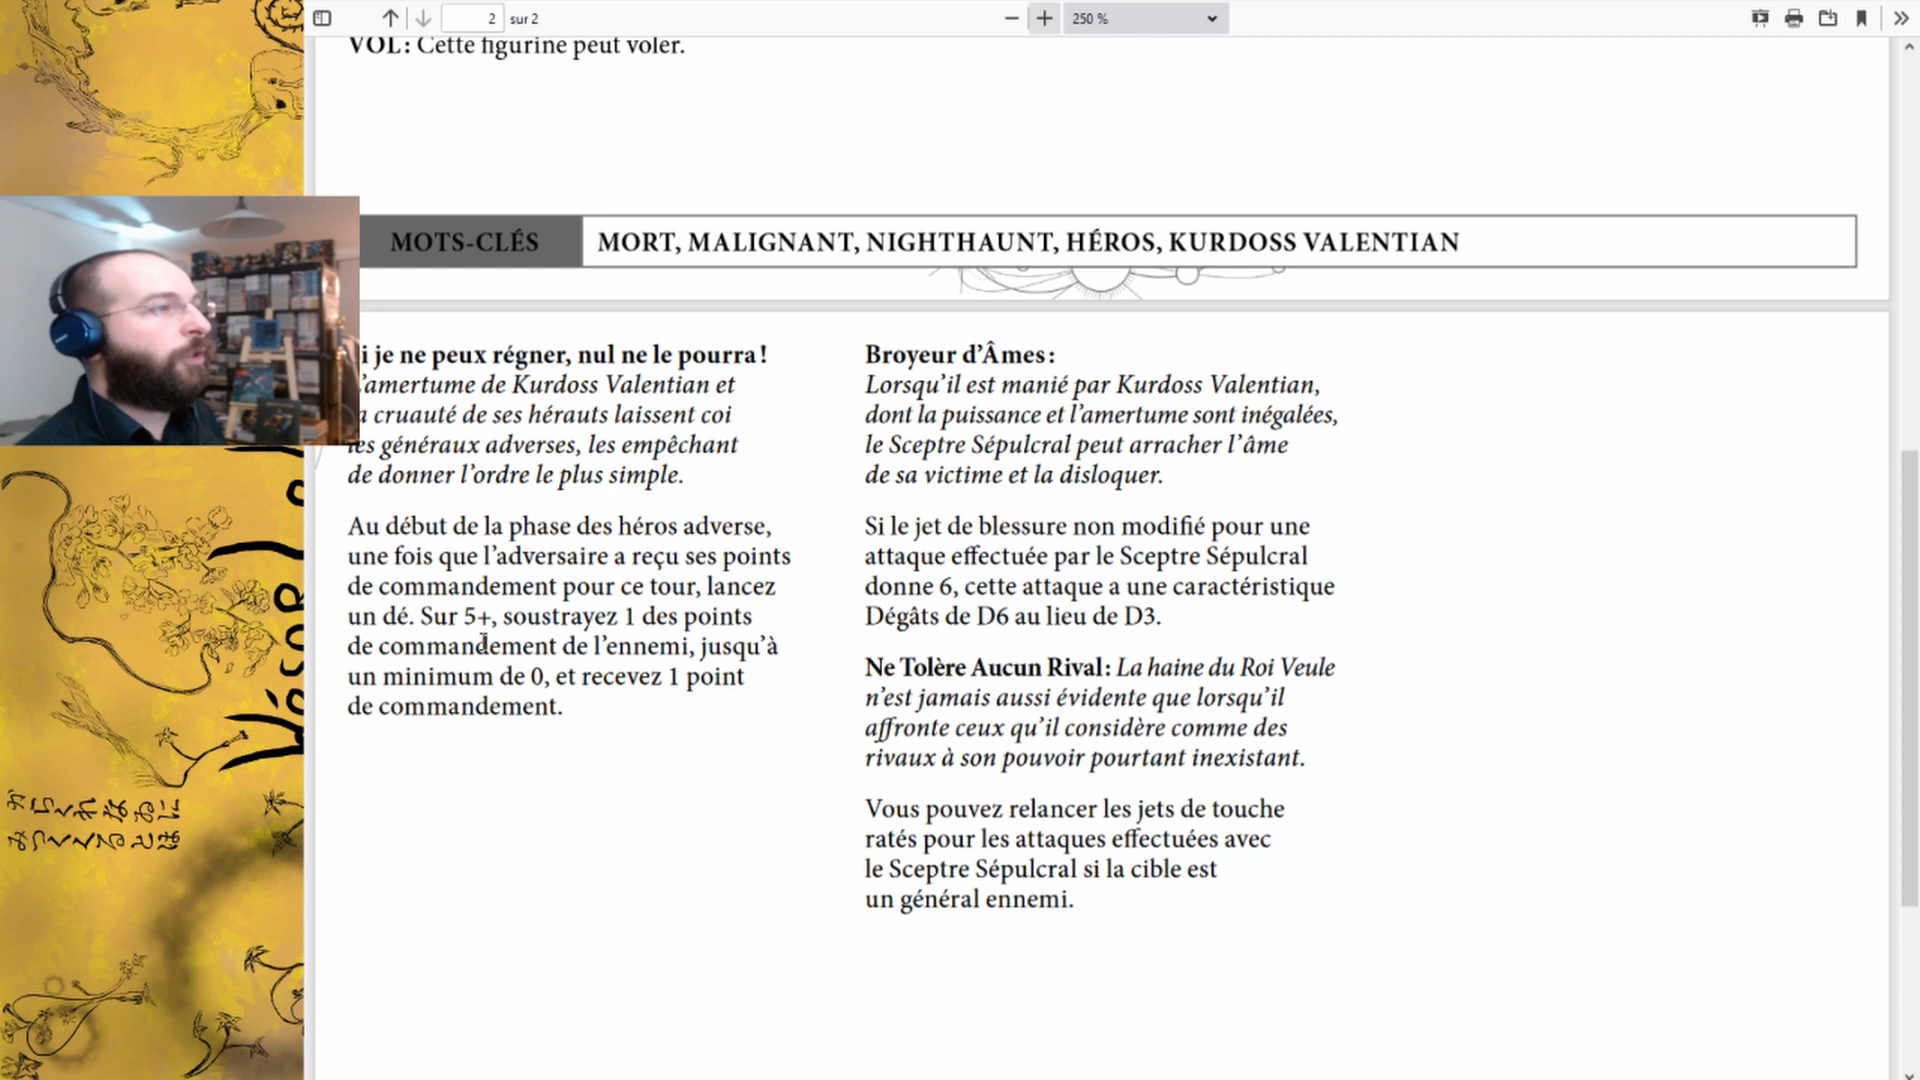 2 sur 2
250 %
VOL : Cette figurine peut voler.
MOTS-CLÉS
MORT, MALIGNANT, NIGHTHAUNT, HÉROS, KURDOSS VALENTIAN
i je ne peux régner, nul ne le pourra !
’amertume de Kurdoss Valentian et
a cruauté de ses hérauts laissent coi
les généraux adverses, les empêchant
de donner l’ordre le plus simple.
Au début de la phase des héros adverse,
une fois que l’adversaire a reçu ses points
de commandement pour ce tour, lancez
un dé. Sur 5+, soustrayez 1 des points
de commandement de l’ennemi, jusqu’à
un minimum de 0, et recevez 1 point
de commandement.
Broyeur d’Âmes :
Lorsqu’il est manié par Kurdoss Valentian,
dont la puissance et l’amertume sont inégalées,
le Sceptre Sépulcral peut arracher l’âme
de sa victime et la disloquer.
Si le jet de blessure non modifié pour une
attaque effectuée par le Sceptre Sépulcral
donne 6, cette attaque a une caractéristique
Dégâts de D6 au lieu de D3.
Ne Tolère Aucun Rival : La haine du Roi Veule
n’est jamais aussi évidente que lorsqu’il
affronte ceux qu’il considère comme des
rivaux à son pouvoir pourtant inexistant.
Vous pouvez relancer les jets de touche
ratés pour les attaques effectuées avec
le Sceptre Sépulcral si la cible est
un général ennemi.